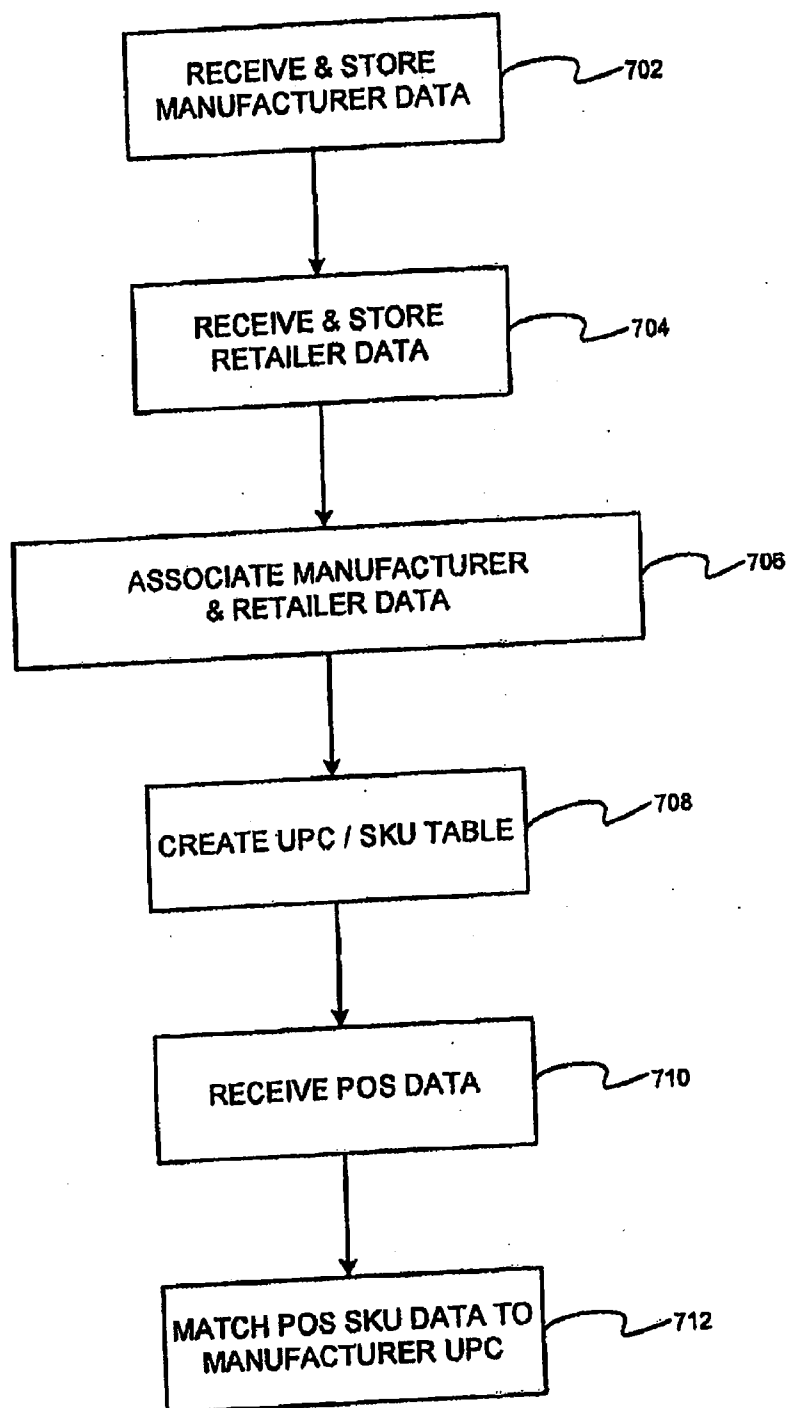 RECEIVE & STORE
MANUFACTURER DATA
702
RECEIVE & STORE
RETAILER DATA
704
ASSOCIATE MANUFACTURER
& RETAILER DATA
706
CREATE UPC / SKU TABLE
708
RECEIVE POS DATA
710
MATCH POS SKU DATA TO
MANUFACTURER UPC
712